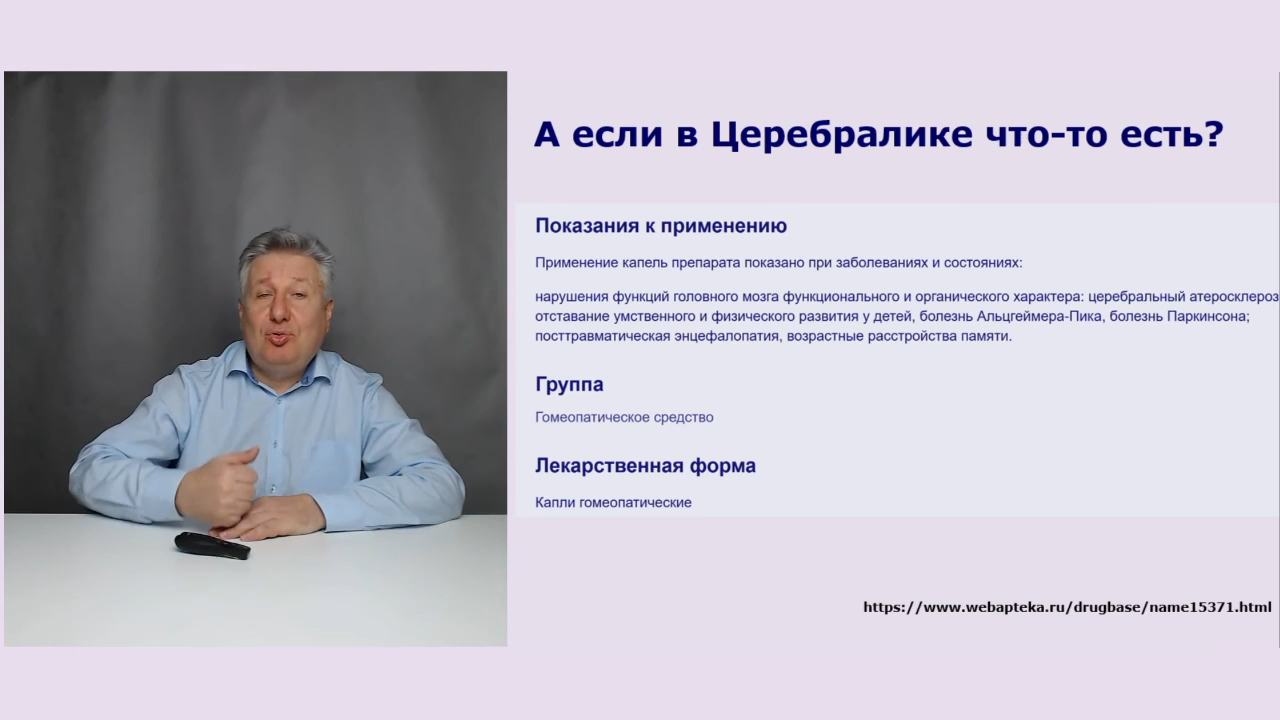 А если в Церебралике что-то есть?
Показания к применению
Применение капель препарата показано при заболеваниях и состояниях:
нарушения функций головного мозга функционального и органического характера: церебральный атеросклероз
отставание умственного и физического развития у детей, болезнь Альцгеймера-Пика, болезнь Паркинсона;
посттравматическая энцефалопатия, возрастные расстройства памяти.
Группа
Гомеопатическое средство
Лекарственная форма
Капли гомеопатические
https://www.webapteka.ru/drugbase/name15371.html